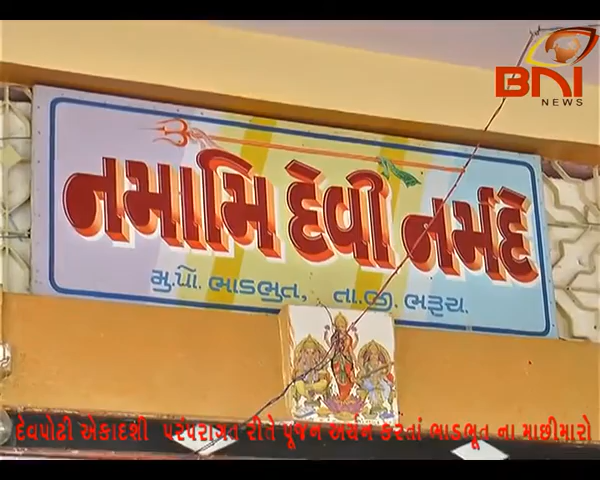 BNI
NEWS
નમામિ દેવી નર્મદે
મુ.પો. ભાડભુત, તા.જી. ભરૂચ.
દેવપોઢી એકાદશી પરંપરાગત રીતે પૂજન અર્ચન કરતાં ભાડભૂત ના માછીમારો